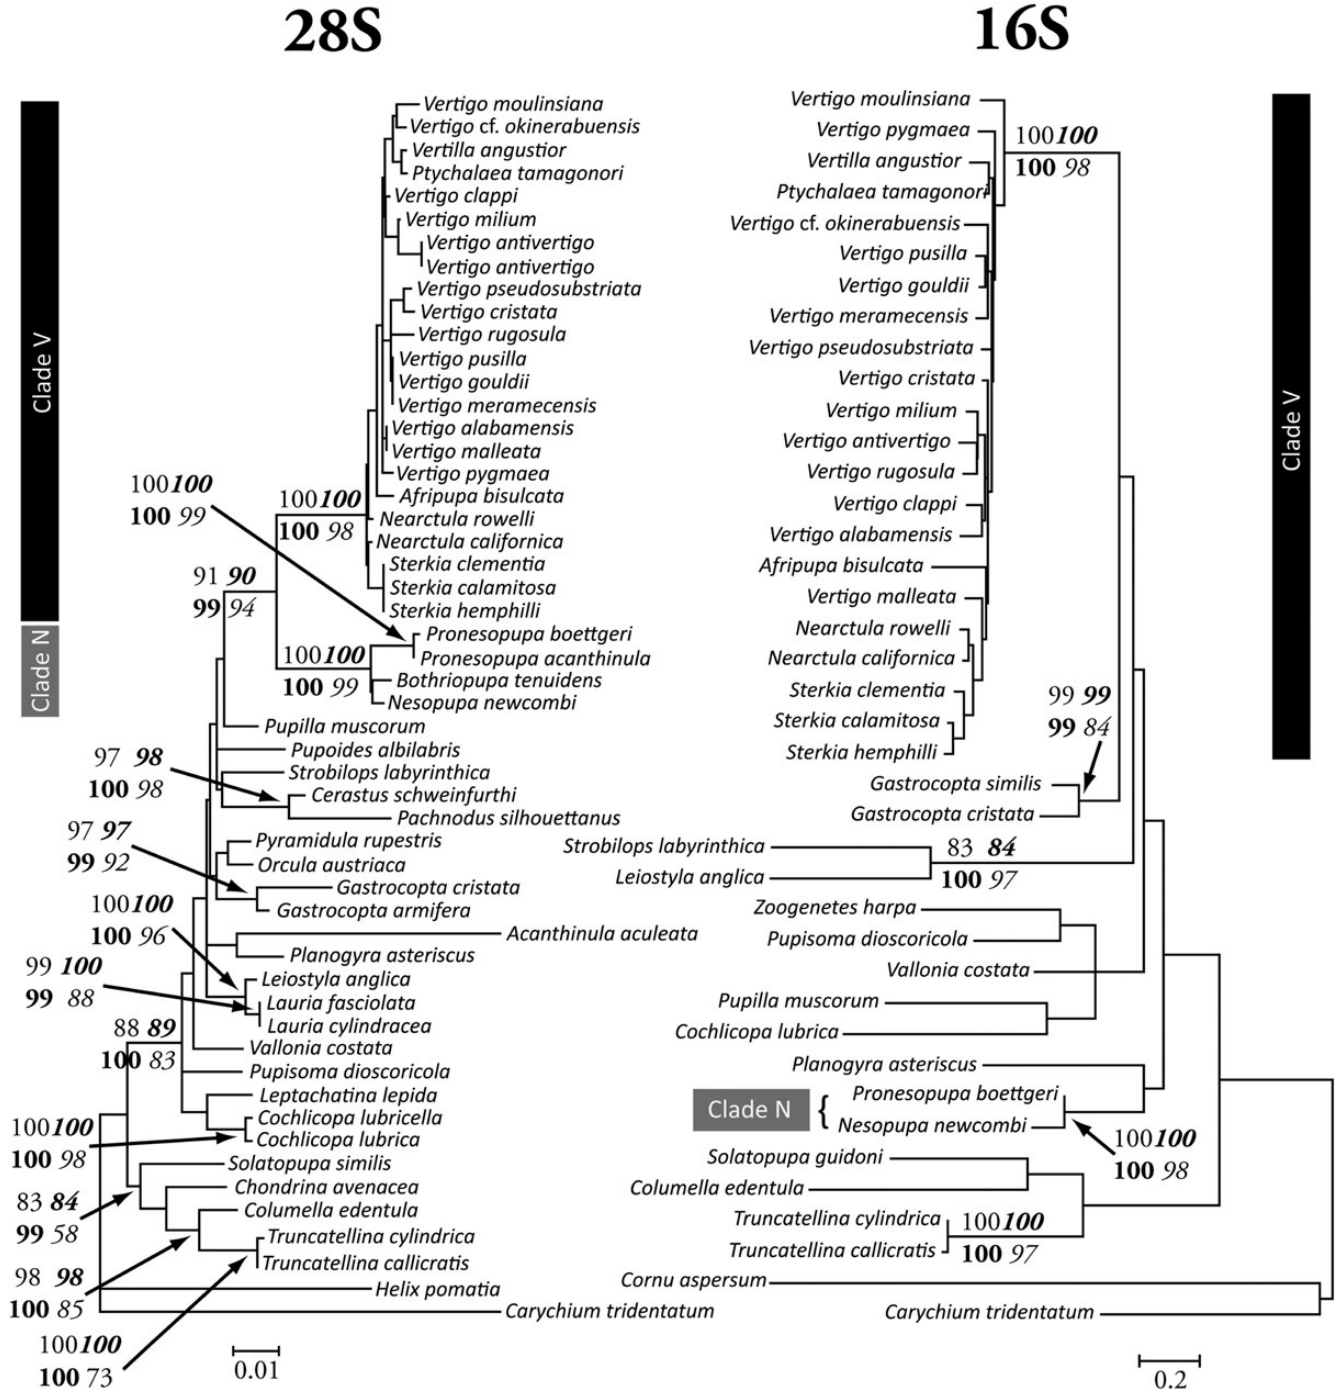 28S
Clade V
Clade N
Vertigo moulinsiana
Vertigo cf. okinerabuensis
Vertilla angustior
Ptychalaea tamagonori
Vertigo clappi
Vertigo milium
Vertigo antivertigo
Vertigo antivertigo
Vertigo pseudosubstriata
Vertigo cristata
Vertigo rugosula
Vertigo pusilla
Vertigo gouldii
Vertigo meramecensis
Vertigo alabamensis
Vertigo malleata
Vertigo pygmaea
Afripupa bisulcata
Nearctula rowelli
Nearctula californica
Sterkia clementia
Sterkia calamitosa
Sterkia hemphilli
Pronesopupa boettgeri
Pronesopupa acanthinula
Bothriopupa tenuidens
Nesopupa newcombi
Pupilla muscorum
Pupoides albilabris
Strobilops labyrinthica
Cerastus schweinfurthi
Pachnodus silhouettanus
Pyramidula rupestris
Orcula austriaca
Gastrocopta cristata
Gastrocopta armifera
Acanthinula aculeata
Planogyra asteriscus
Leiostyla anglica
Lauria fasciolata
Lauria cylindracea
Vallonia costata
Pupisoma dioscoricola
Leptachatina lepida
Cochlicopa lubricella
Cochlicopa lubrica
Solatopupa similis
Chondrina avenacea
Columella edentula
Truncatellina cylindrica
Truncatellina callicratis
Helix pomatia
Carychium tridentatum
100 100
100 99
100 100
100 98
91 90
99 94
100 100
100 99
97 98
100 98
97 97
99 92
100 100
100 96
99 100
99 88
88 89
100 83
100 100
100 98
83 84
99 58
98 98
100 85
100 100
100 73
0.01
16S
Clade V
Vertigo moulinsiana
Vertigo pygmaea
Vertilla angustior
Ptychalaea tamagonori
Vertigo cf. okinerabuensis
Vertigo pusilla
Vertigo gouldii
Vertigo meramecensis
Vertigo pseudosubstriata
Vertigo cristata
Vertigo milium
Vertigo antivertigo
Vertigo rugosula
Vertigo clappi
Vertigo alabamensis
Afripupa bisulcata
Vertigo malleata
Nearctula rowelli
Nearctula californica
Sterkia clementia
Sterkia calamitosa
Sterkia hemphilli
Gastrocopta similis
Gastrocopta cristata
Strobilops labyrinthica
Leiostyla anglica
Zoogenetes harpa
Pupisoma dioscoricola
Vallonia costata
Pupilla muscorum
Cochlicopa lubrica
Planogyra asteriscus
Clade N {
Pronesopupa boettgeri
Nesopupa newcombi
Solatopupa guidoni
Columella edentula
Truncatellina cylindrica
Truncatellina callicratis
Cornu aspersum
Carychium tridentatum
100 100
100 98
99 99
99 84
83 84
100 97
100 100
100 98
100 100
100 97
0.2